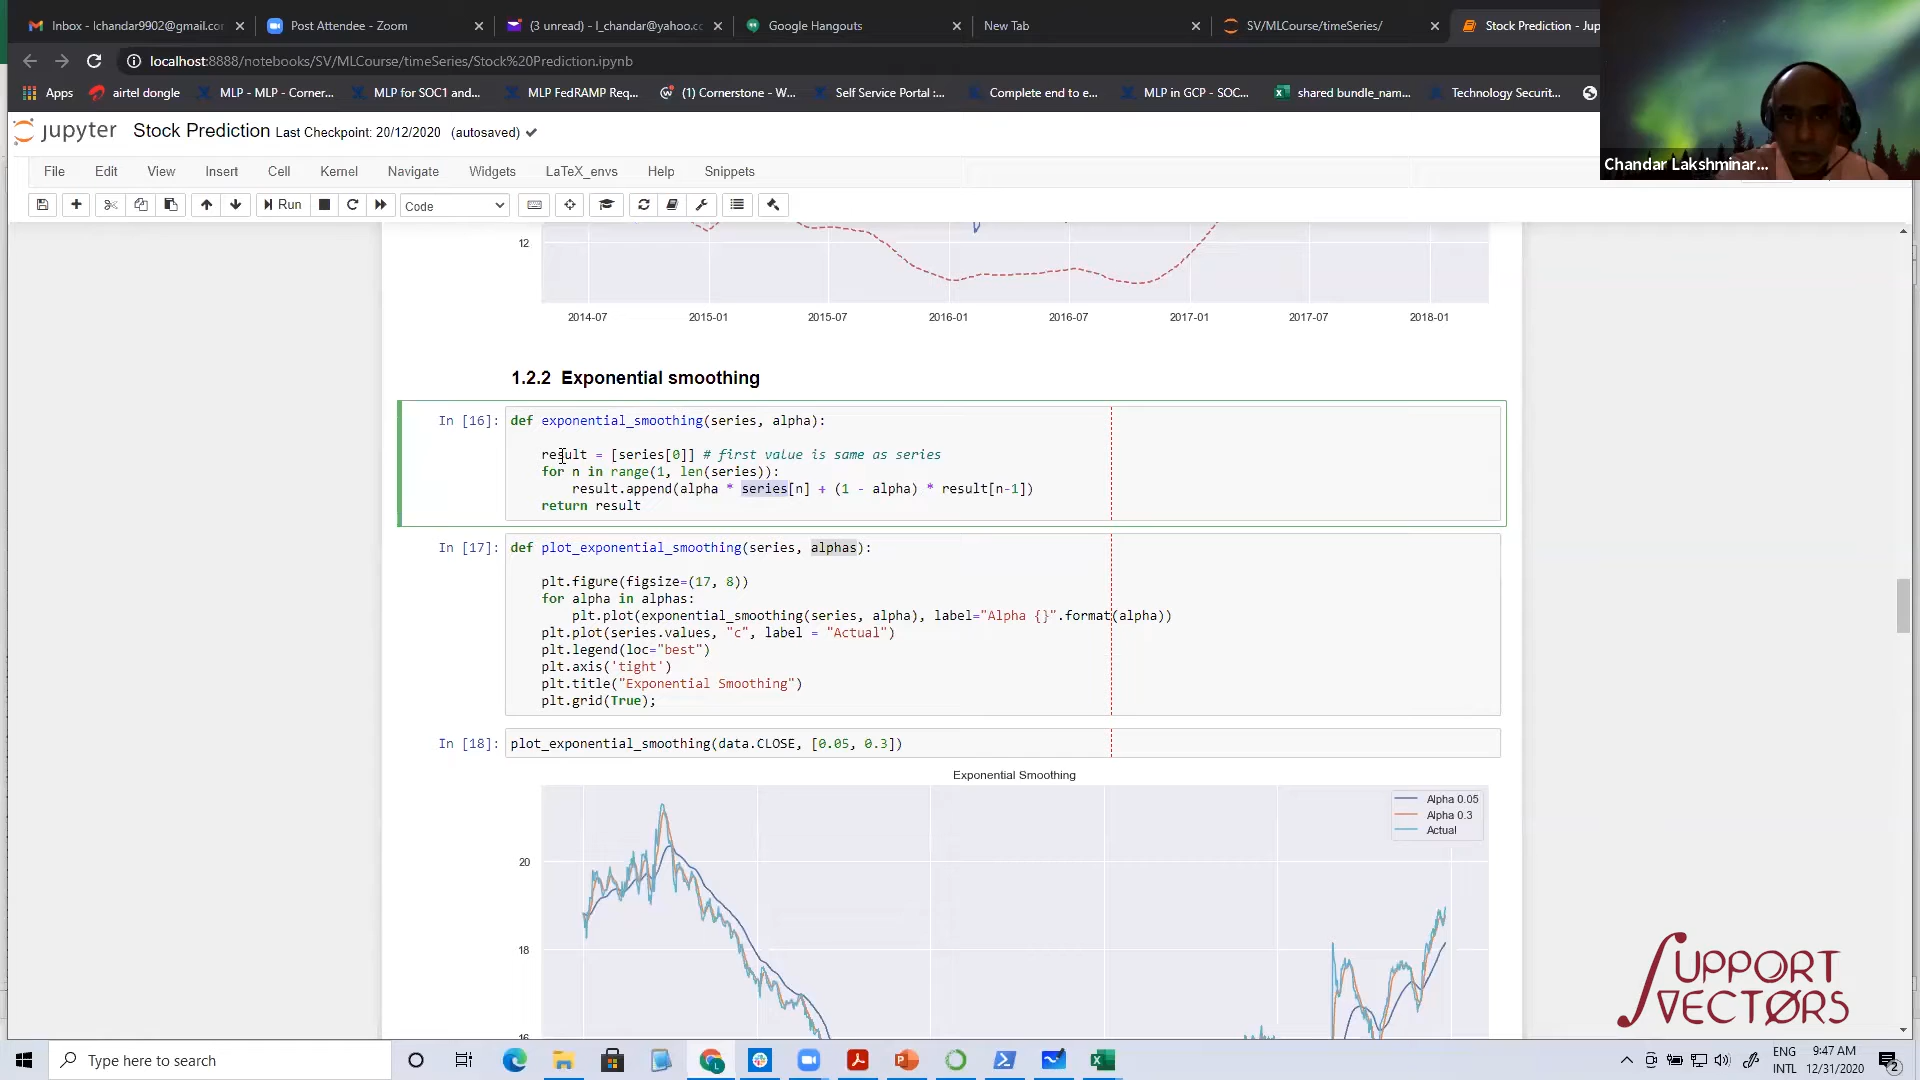 Inbox - lchandar9902@gmail.com
Post Attendee - Zoom
(3 unread) - l_chandar@yahoo.cc
Google Hangouts
New Tab
SV/MLCourse/timeSeries/
Stock Prediction - Jup
localhost:8888/notebooks/SV/MLCourse/timeSeries/Stock%20Prediction.ipynb
Apps
airtel dongle
MLP - MLP - Corner...
MLP for SOC1 and...
MLP FedRAMP Req...
(1) Cornerstone - W...
Self Service Portal :...
Complete end to e...
MLP in GCP - SOC...
shared bundle_nam...
Technology Securit...
Chandar Lakshminar...
jupyter Stock Prediction Last Checkpoint: 20/12/2020 (autosaved)
File Edit View Insert Cell Kernel Navigate Widgets LaTeX_envs Help Snippets
Run
Code
12
2014-07 2015-01 2015-07 2016-01 2016-07 2017-01 2017-07 2018-01
1.2.2 Exponential smoothing
In [16]: def exponential_smoothing(series, alpha):
result = [series[0]] # first value is same as series
for n in range(1, len(series)):
result.append(alpha * series[n] + (1 - alpha) * result[n-1])
return result
In [17]: def plot_exponential_smoothing(series, alphas):
plt.figure(figsize=(17, 8))
for alpha in alphas:
plt.plot(exponential_smoothing(series, alpha), label="Alpha {}".format(alpha))
plt.plot(series.values, "c", label = "Actual")
plt.legend(loc="best")
plt.axis('tight')
plt.title("Exponential Smoothing")
plt.grid(True);
In [18]: plot_exponential_smoothing(data.CLOSE, [0.05, 0.3])
Exponential Smoothing
Alpha 0.05
Alpha 0.3
Actual
20
18
16
SUPPORT
VECTORS
Type here to search
ENG
INTL
9:47 AM
12/31/2020
2